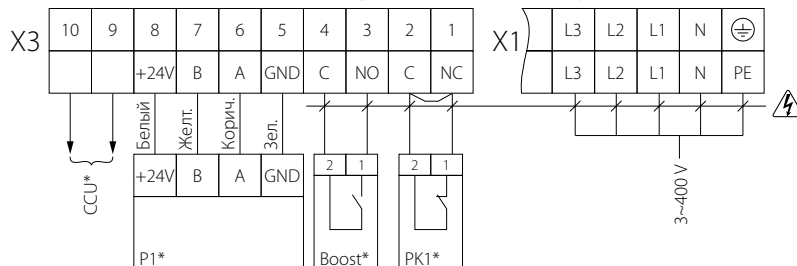 X3
10 9 8 7 6 5 4 3 2 1
+24V B A GND C NO C NC
X1
L3 L2 L1 N
L3 L2 L1 N PE
Белый
Желт.
Корич.
Зел.
CCU*
+24V B A GND
P1*
2 1
Boost*
2 1
PK1*
3~400 V